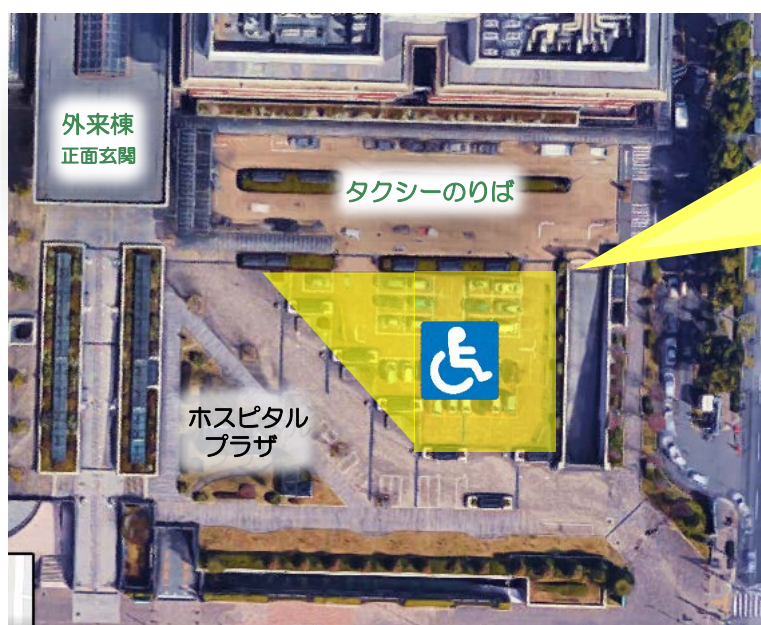 外来棟
正面玄関
タクシーのりば
ホスピタル
プラザ